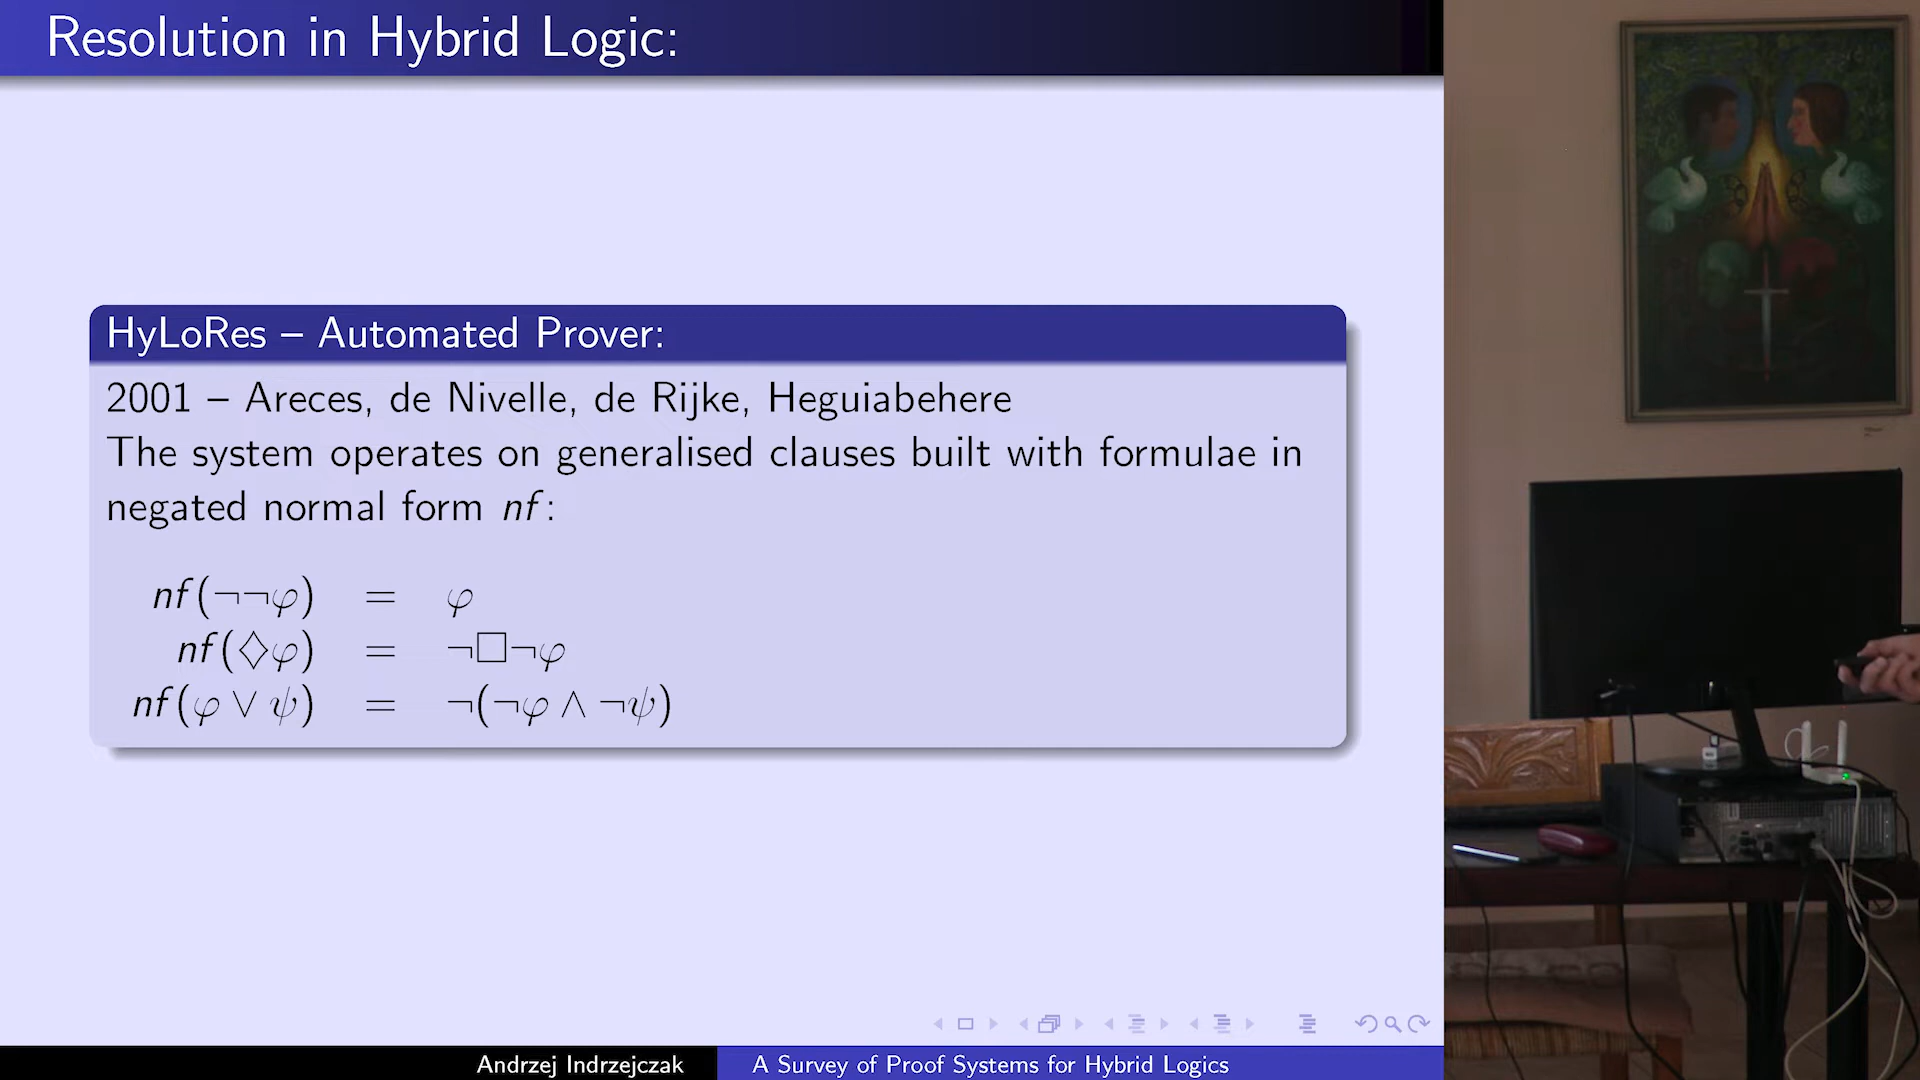 Resolution in Hybrid Logic:
HyLoRes – Automated Prover:
2001 – Areces, de Nivelle, de Rijke, Heguiabehere
The system operates on generalised clauses built with formulae in
negated normal form nf:
nf(¬¬φ) = φ
nf(◇φ) = ¬□¬φ
nf(φ ∨ ψ) = ¬(¬φ ∧ ¬ψ)
Andrzej Indrzejczak A Survey of Proof Systems for Hybrid Logics